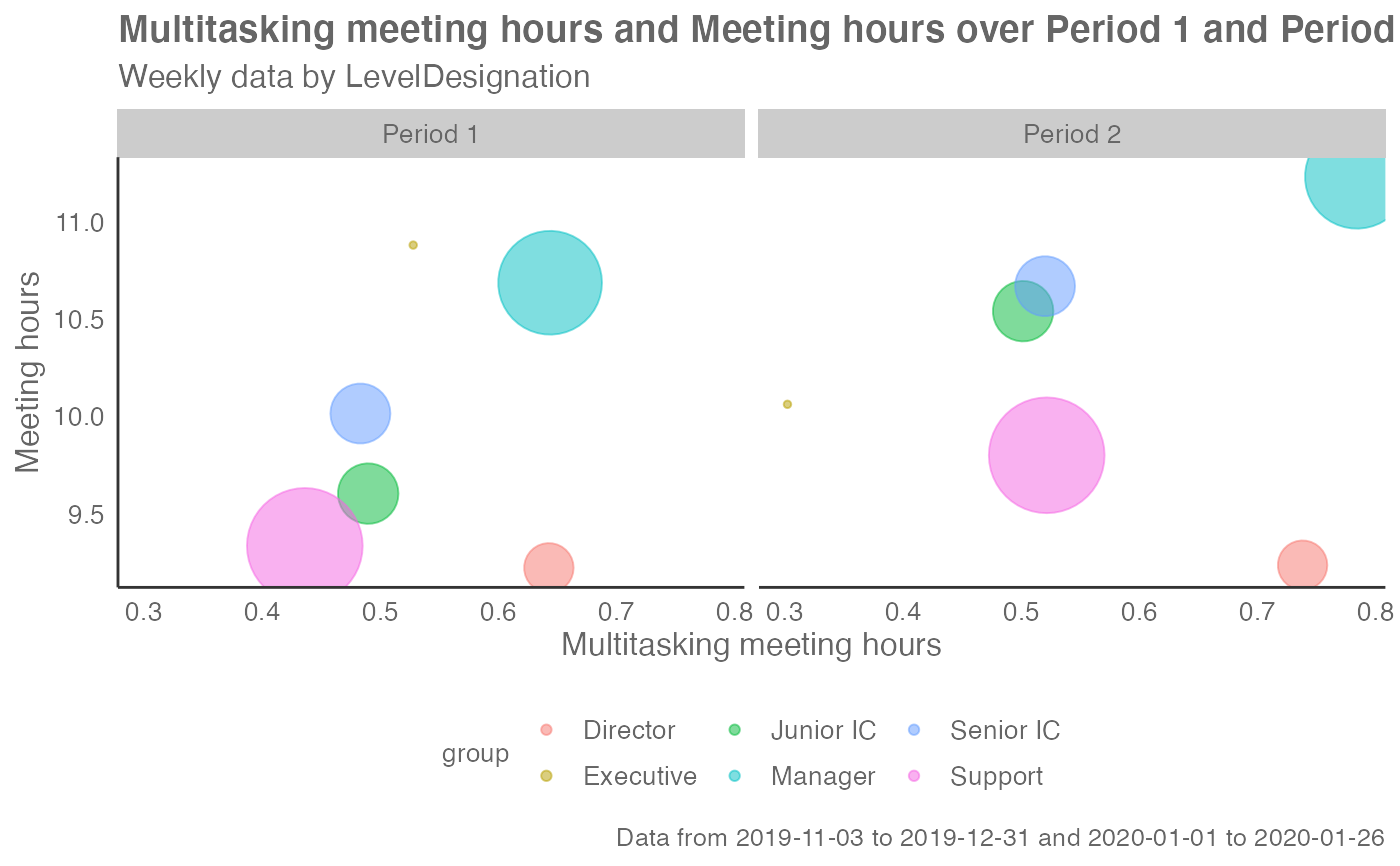 Multitasking meeting hours and Meeting hours over Period 1 and Period
Weekly data by LevelDesignation
Period 1
Period 2
Meeting hours
11.0
10.5
10.0
9.5
0.3 0.4 0.5 0.6 0.7 0.8
0.3 0.4 0.5 0.6 0.7 0.8
Multitasking meeting hours
group
Director
Junior IC
Senior IC
Executive
Manager
Support
Data from 2019-11-03 to 2019-12-31 and 2020-01-01 to 2020-01-26